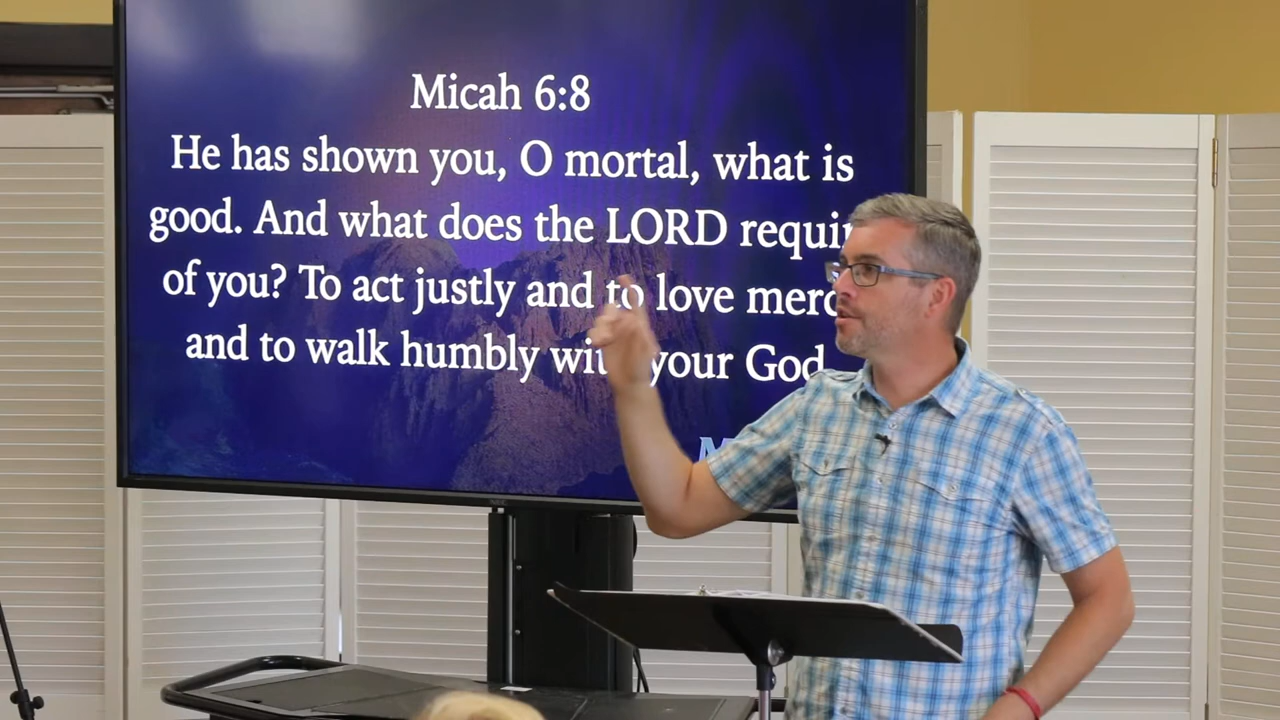 Micah 6:8
He has shown you, O mortal, what is
good. And what does the LORD
of you? To act justly and to love
and to walk humbly your God
NEC